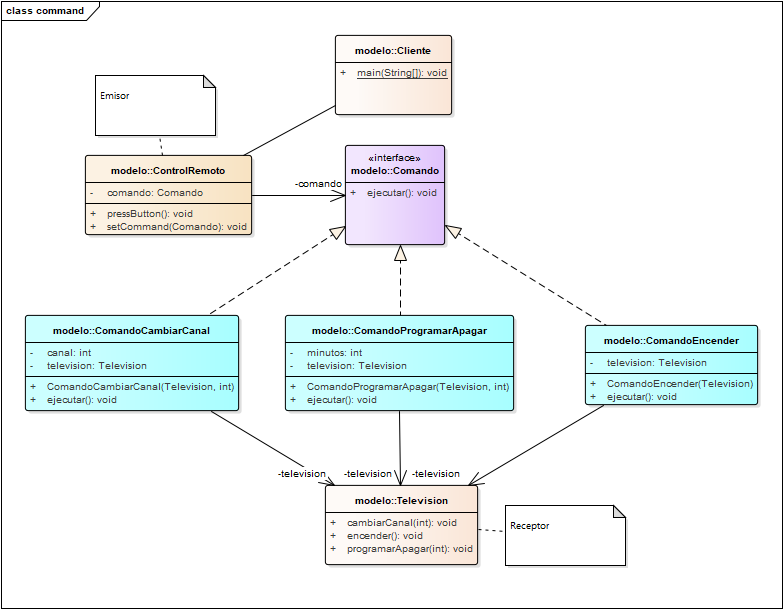 class command
modelo::Cliente
+ main(String[]): void
Emisor
modelo::ControlRemoto
- comando: Comando
+ pressButton(): void
+ setCommand(Comando): void
-comando
«interface»
modelo::Comando
+ ejecutar(): void
modelo::ComandoCambiarCanal
- canal: int
- television: Television
+ ComandoCambiarCanal(Television, int)
+ ejecutar(): void
modelo::ComandoProgramarApagar
- minutos: int
- television: Television
+ ComandoProgramarApagar(Television, int)
+ ejecutar(): void
modelo::ComandoEncender
- television: Television
+ ComandoEncender(Television)
+ ejecutar(): void
-television
-television
-television
modelo::Television
+ cambiarCanal(int): void
+ encender(): void
+ programarApagar(int): void
Receptor